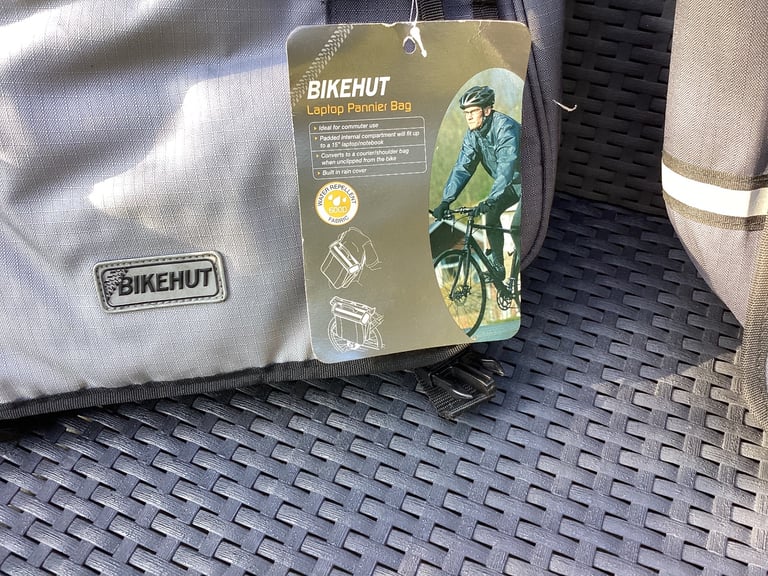 BIKEHUT
Laptop Pannier Bag
Ideal for commuter use
Padded internal compartment will fit up
to a 15" laptop/notebook
Converts to a courier/shoulder bag
when unclipped from the bike
Built in rain cover
WATER REPELLENT
GOOD
FABRIC
BIKEHUT